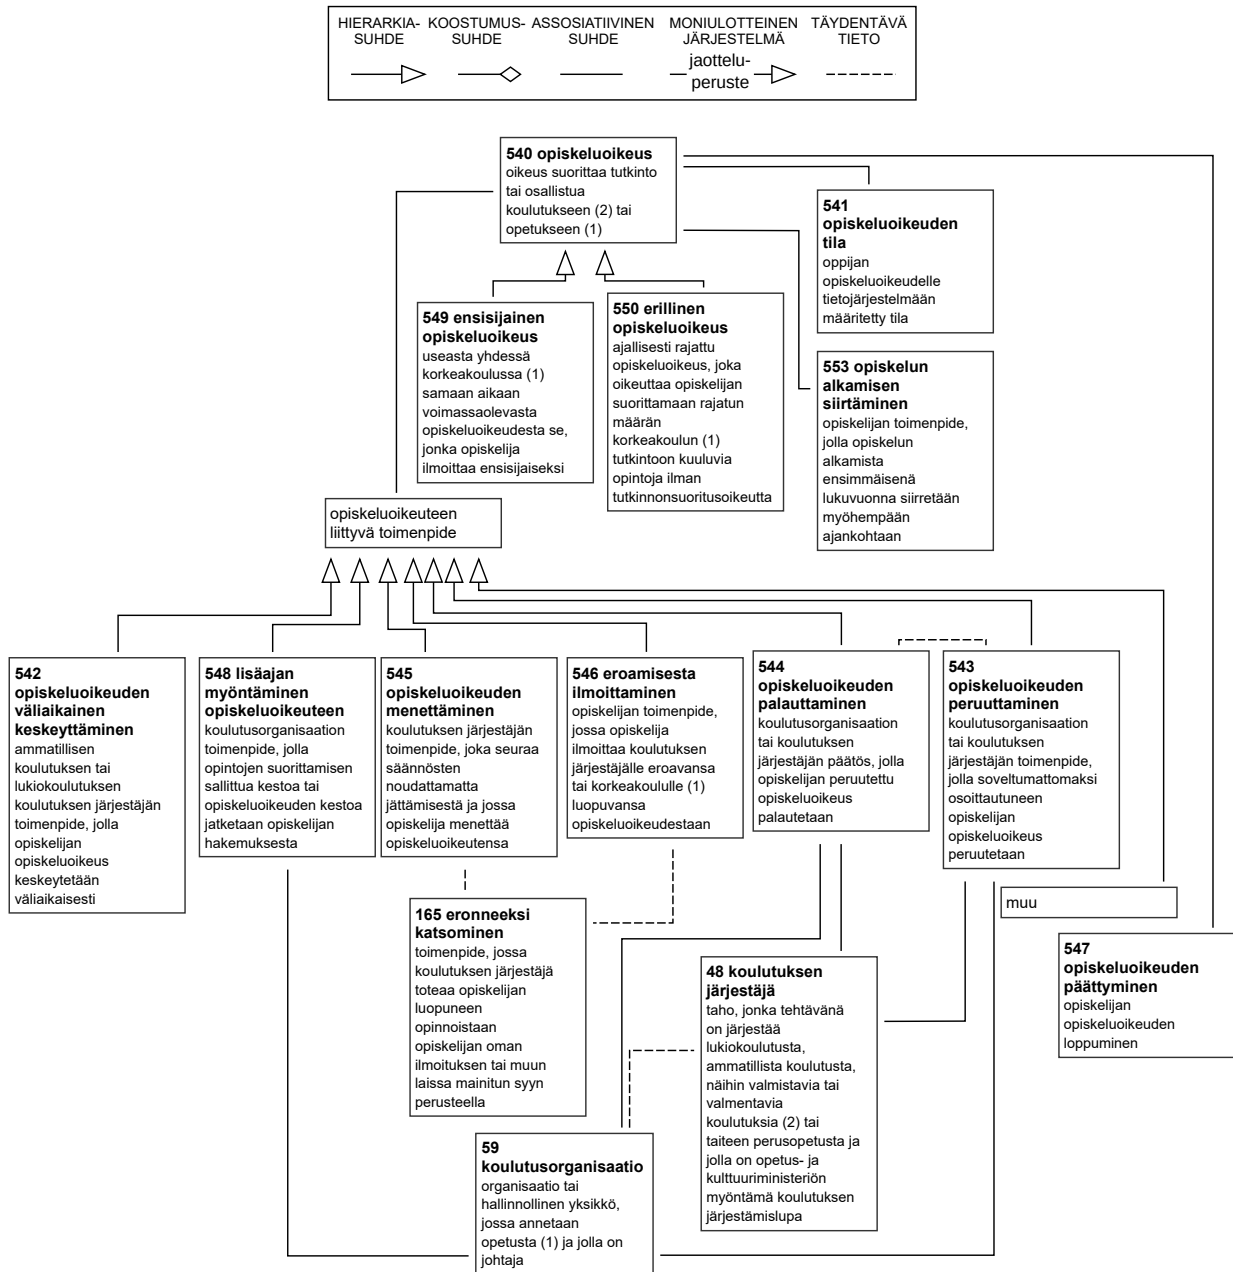 HIERARKIA-
SUHDE
KOOSTUMUS-
SUHDE
ASSOSIATIIVINEN
SUHDE
MONIULOTTEINEN
JÄRJESTELMÄ
TÄYDENTÄVÄ
TIETO
jaottelu-
peruste
540 opiskeluoikeus
oikeus suorittaa tutkinto
tai osallistua
koulutukseen (2) tai
opetukseen (1)
541
opiskeluoikeuden
tila
oppijan
opiskeluoikeudelle
tietojärjestelmään
määritetty tila
549 ensisijainen
opiskeluoikeus
useasta yhdessä
korkeakoulussa (1)
samaan aikaan
voimassaolevasta
opiskeluoikeudesta se,
jonka opiskelija
ilmoittaa ensisijaiseksi
550 erillinen
opiskeluoikeus
ajallisesti rajattu
opiskeluoikeus, joka
oikeuttaa opiskelijan
suorittamaan rajatun
määrän
korkeakoulun (1)
tutkintoon kuuluvia
opintoja ilman
tutkinnonsuoritusoikeutta
553 opiskelun
alkamisen
siirtäminen
opiskelijan toimenpide,
jolla opiskelun
alkamista
ensimmäisenä
lukuvuonna siirretään
myöhempään
ajankohtaan
opiskeluoikeuteen
liittyvä toimenpide
542
opiskeluoikeuden
väliaikainen
keskeyttäminen
ammatillisen
koulutuksen tai
lukiokoulutuksen
koulutuksen järjestäjän
toimenpide, jolla
opiskelijan
opiskeluoikeus
keskeytetään
väliaikaisesti
548 lisäajan
myöntäminen
opiskeluoikeuteen
koulutusorganisaation
toimenpide, jolla
opintojen suorittamisen
sallittua kestoa tai
opiskeluoikeuden kestoa
jatketaan opiskelijan
hakemuksesta
545
opiskeluoikeuden
menettäminen
koulutuksen järjestäjän
toimenpide, joka seuraa
säännösten
noudattamatta
jättämisestä ja jossa
opiskelija menettää
opiskeluoikeutensa
546 eroamisesta
ilmoittaminen
opiskelijan toimenpide,
jossa opiskelija
ilmoittaa koulutuksen
järjestäjälle eroavansa
tai korkeakoululle (1)
luopuvansa
opiskeluoikeudestaan
544
opiskeluoikeuden
palauttaminen
koulutusorganisaation
tai koulutuksen
järjestäjän päätös, jolla
opiskelijan peruutettu
opiskeluoikeus
palautetaan
543
opiskeluoikeuden
peruuttaminen
koulutusorganisaation
tai koulutuksen
järjestäjän toimenpide,
jolla soveltumattomaksi
osoittautuneen
opiskelijan
opiskeluoikeus
peruutetaan
muu
165 eronneeksi
katsominen
toimenpide, jossa
koulutuksen järjestäjä
toteaa opiskelijan
luopuneen
opinnoistaan
opiskelijan oman
ilmoituksen tai muun
laissa mainitun syyn
perusteella
48 koulutuksen
järjestäjä
taho, jonka tehtävänä
on järjestää
lukiokoulutusta,
ammatillista koulutusta,
näihin valmistavia tai
valmentavia
koulutuksia (2) tai
taiteen perusopetusta ja
jolla on opetus- ja
kulttuuriministeriön
myöntämä koulutuksen
järjestämislupa
547
opiskeluoikeuden
päättyminen
opiskelijan
opiskeluoikeuden
loppuminen
59
koulutusorganisaatio
organisaatio tai
hallinnollinen yksikkö,
jossa annetaan
opetusta (1) ja jolla on
johtaja